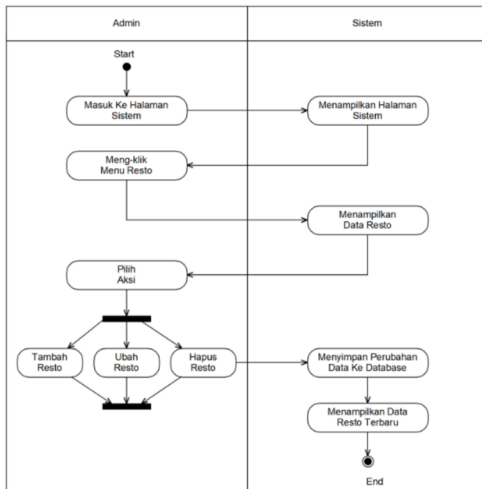 Admin
Sistem
Start
Masuk Ke Halaman
Sistem
Menampilkan Halaman
Sistem
Meng-klik
Menu Resto
Menampilkan
Data Resto
Pilih
Aksi
Tambah
Resto
Ubah
Resto
Hapus
Resto
Menyimpan Perubahan
Data Ke Database
Menampilkan Data
Resto Terbaru
End